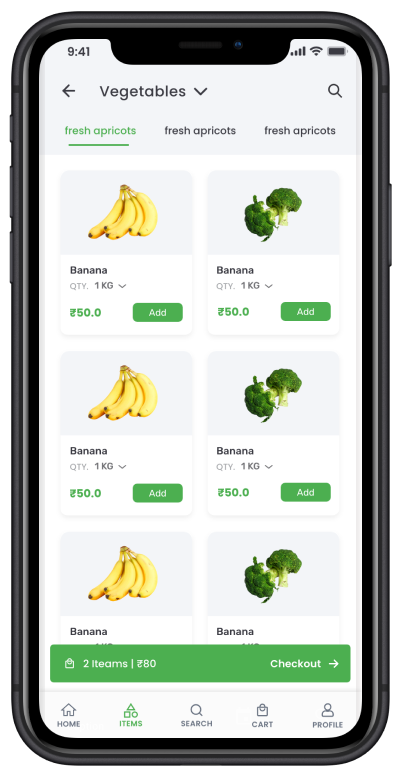 9:41
Vegetables
fresh apricots fresh apricots fresh apricots
Banana Banana
QTY. 1 KG QTY. 1 KG
₹50.0 Add ₹50.0 Add
Banana Banana
QTY. 1 KG QTY. 1 KG
₹50.0 Add ₹50.0 Add
Banana Banana
2 Iteams | ₹80 Checkout
HOME ITEMS SEARCH CART PROFILE